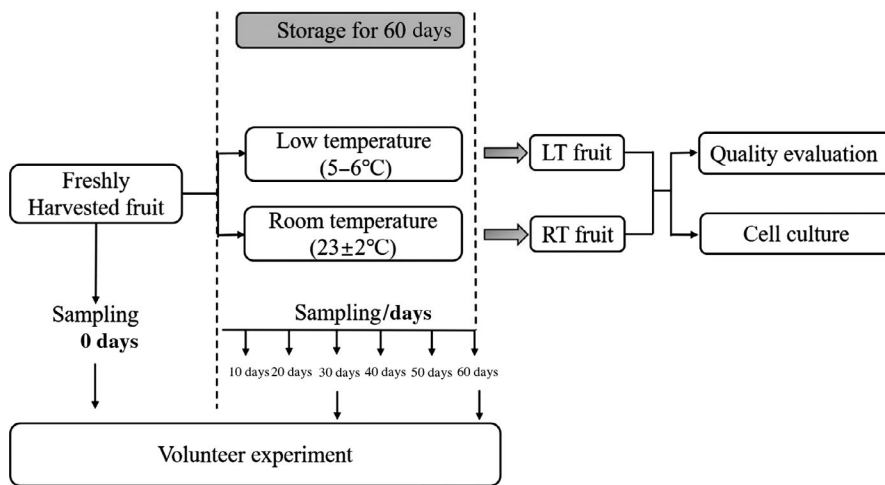 Storage for 60 days
Low temperature
(5–6℃)
LT fruit
Quality evaluation
Freshly
Harvested fruit
Room temperature
(23±2℃)
RT fruit
Cell culture
Sampling
0 days
Sampling/days
10 days 20 days 30 days 40 days 50 days 60 days
Volunteer experiment